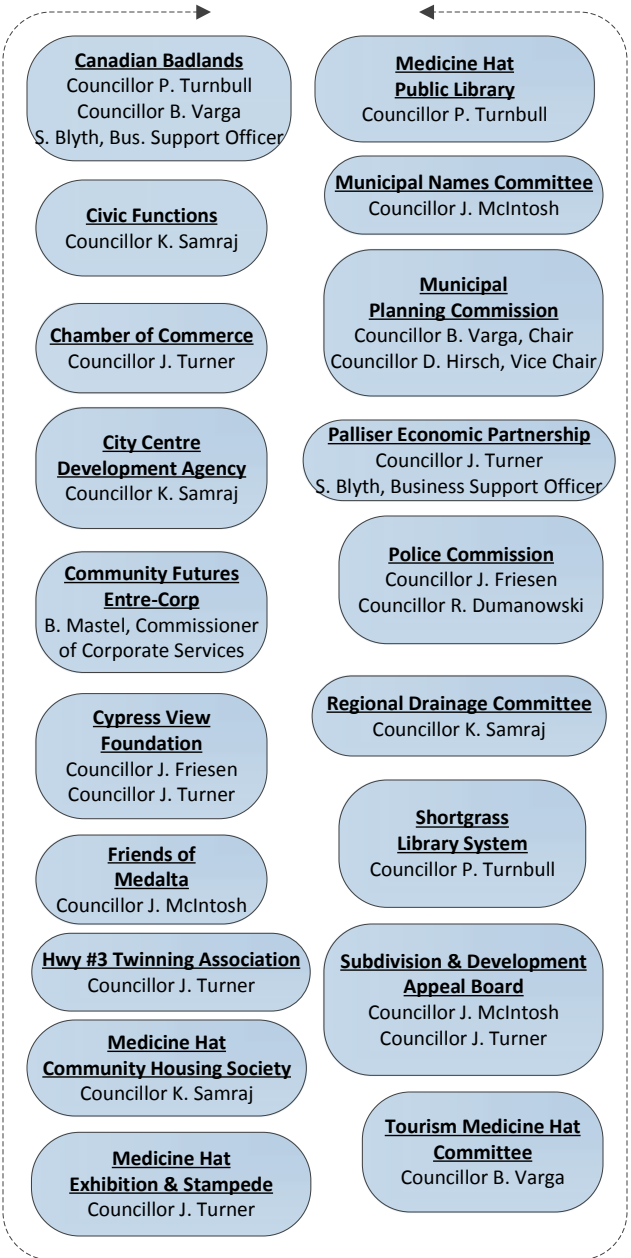 Canadian Badlands
Councillor P. Turnbull
Councillor B. Varga
S. Blyth, Bus. Support Officer
Civic Functions
Councillor K. Samraj
Chamber of Commerce
Councillor J. Turner
City Centre
Development Agency
Councillor K. Samraj
Community Futures
Entre-Corp
B. Mastel, Commissioner
of Corporate Services
Cypress View
Foundation
Councillor J. Friesen
Councillor J. Turner
Friends of
Medalta
Councillor J. McIntosh
Hwy #3 Twinning Association
Councillor J. Turner
Medicine Hat
Community Housing Society
Councillor K. Samraj
Medicine Hat
Exhibition & Stampede
Councillor J. Turner
Medicine Hat
Public Library
Councillor P. Turnbull
Municipal Names Committee
Councillor J. McIntosh
Municipal
Planning Commission
Councillor B. Varga, Chair
Councillor D. Hirsch, Vice Chair
Palliser Economic Partnership
Councillor J. Turner
S. Blyth, Business Support Officer
Police Commission
Councillor J. Friesen
Councillor R. Dumanowski
Regional Drainage Committee
Councillor K. Samraj
Shortgrass
Library System
Councillor P. Turnbull
Subdivision & Development
Appeal Board
Councillor J. McIntosh
Councillor J. Turner
Tourism Medicine Hat
Committee
Councillor B. Varga